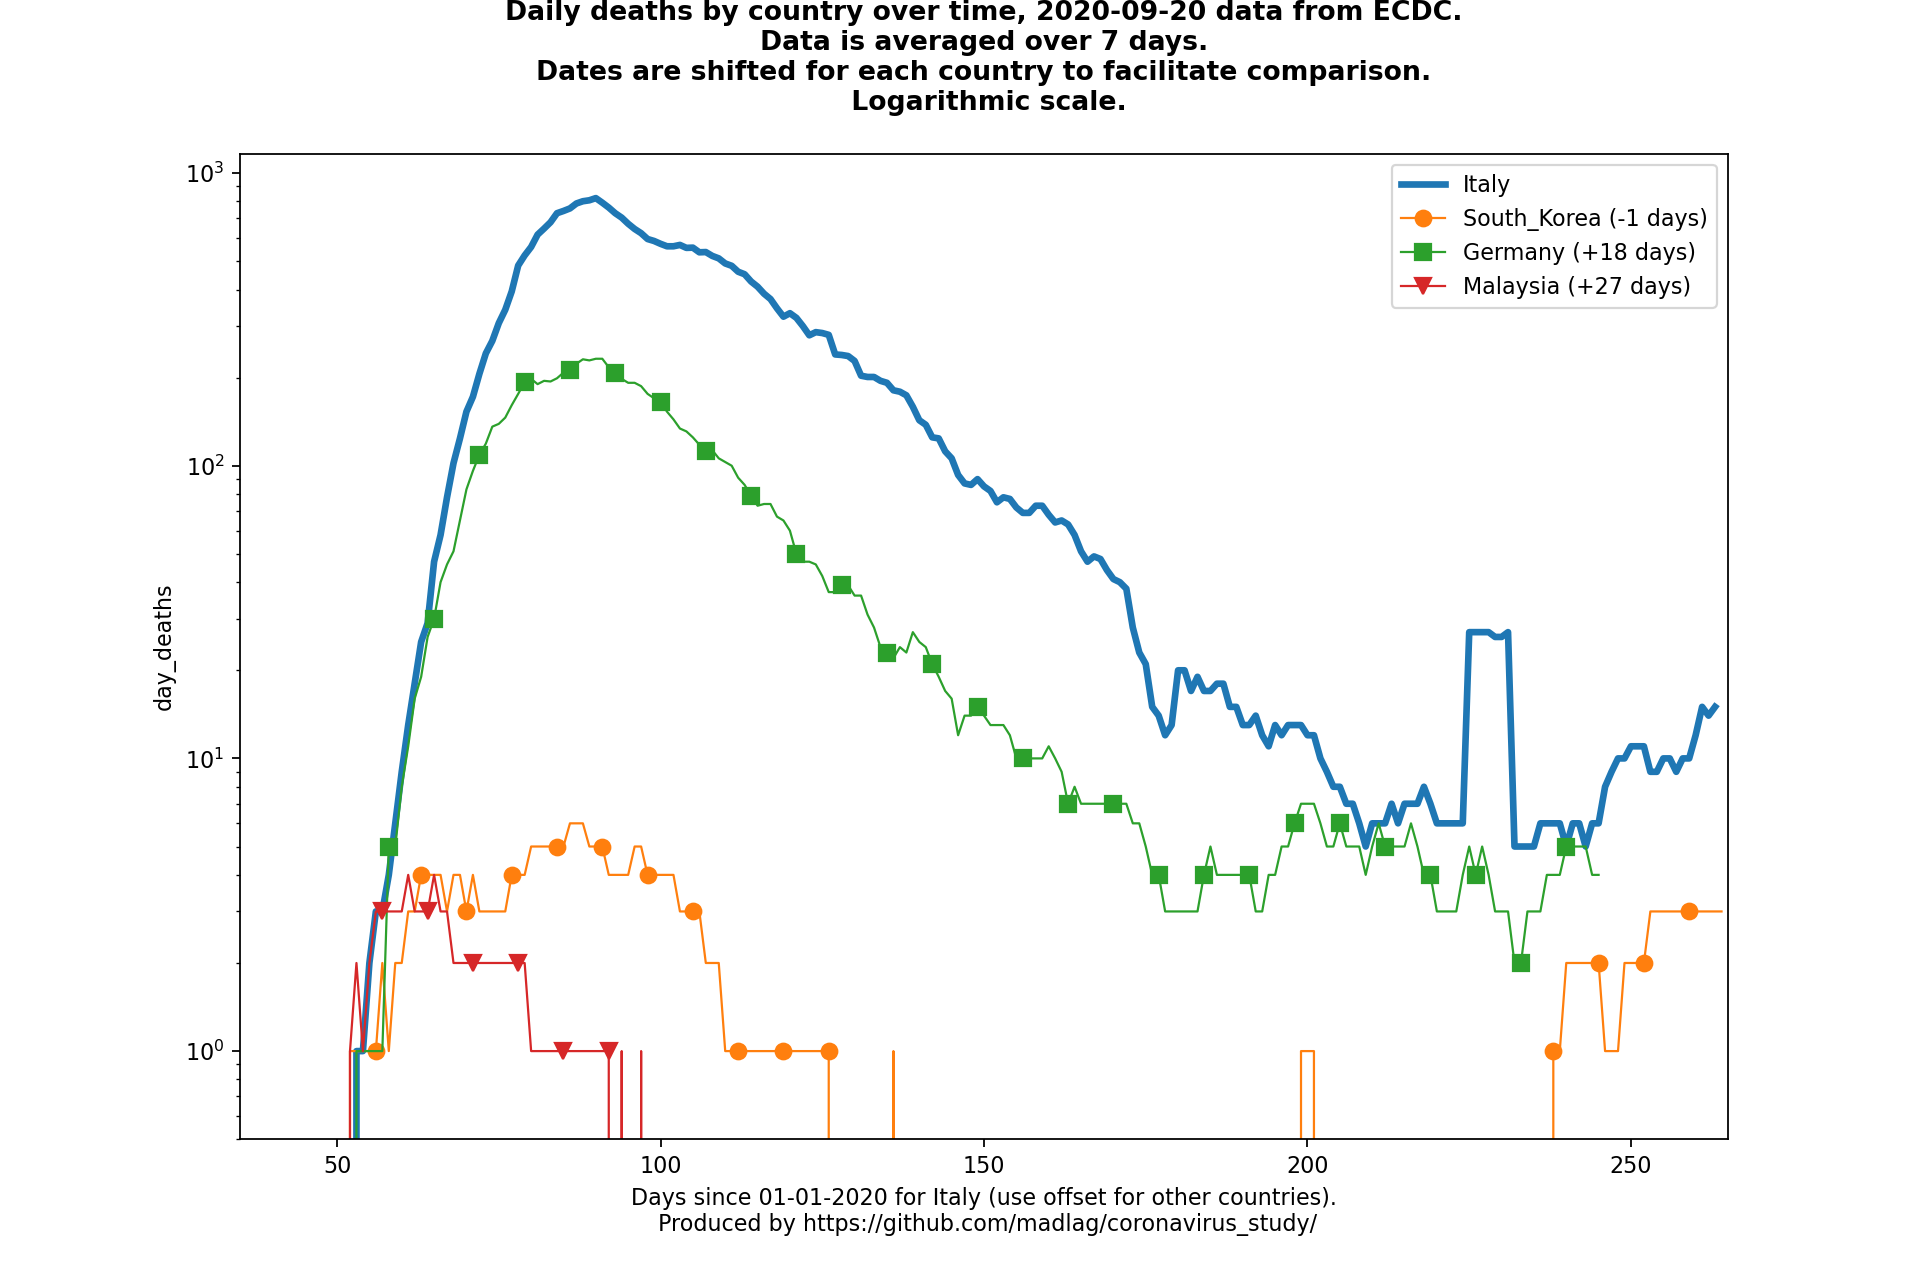 Daily deaths by country over time, 2020-09-20 data from ECDC.
Data is averaged over 7 days.
Dates are shifted for each country to facilitate comparison.
Logarithmic scale.
10³
10²
10¹
10⁰
day_deaths
Italy
South_Korea (-1 days)
Germany (+18 days)
Malaysia (+27 days)
50 100 150 200 250
Days since 01-01-2020 for Italy (use offset for other countries).
Produced by https://github.com/madlag/coronavirus_study/